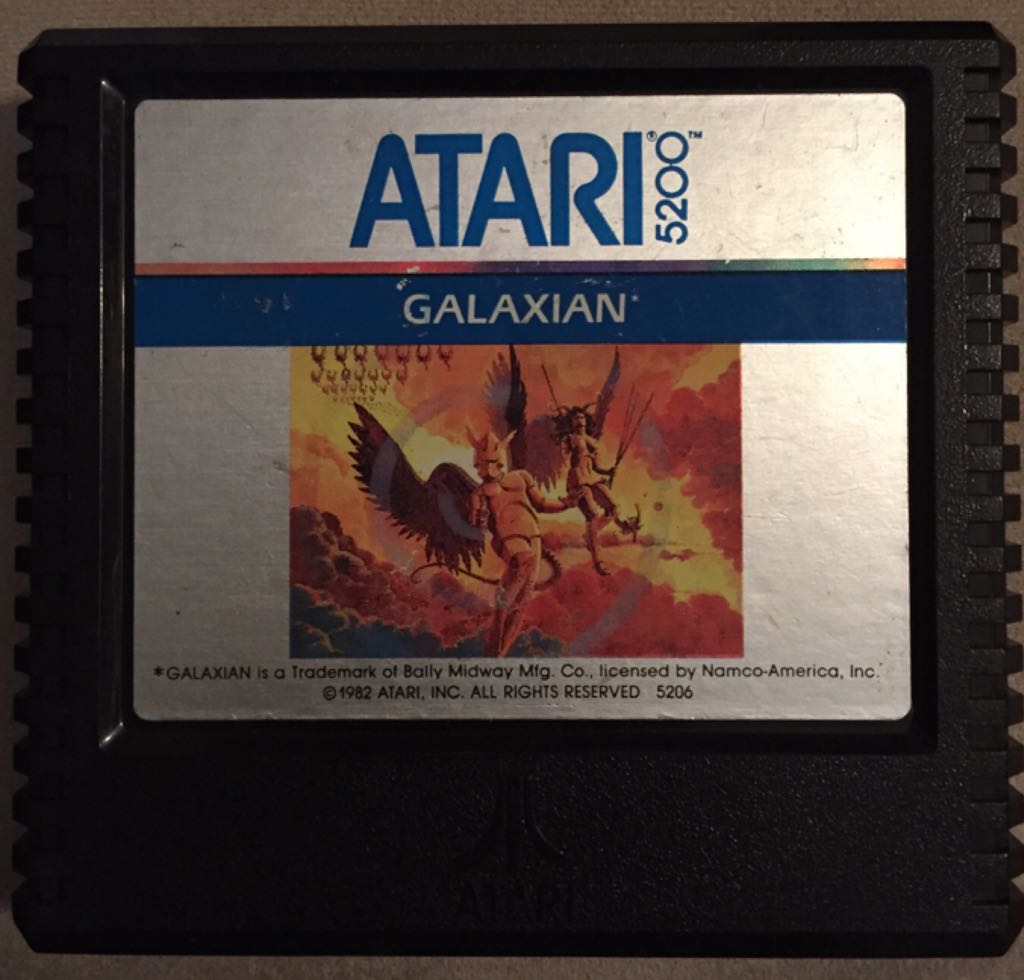 ATARI® 5200™
GALAXIAN*
*GALAXIAN is a Trademark of Bally Midway Mfg. Co., licensed by Namco-America, Inc.
©1982 ATARI, INC. ALL RIGHTS RESERVED 5206
ATARI